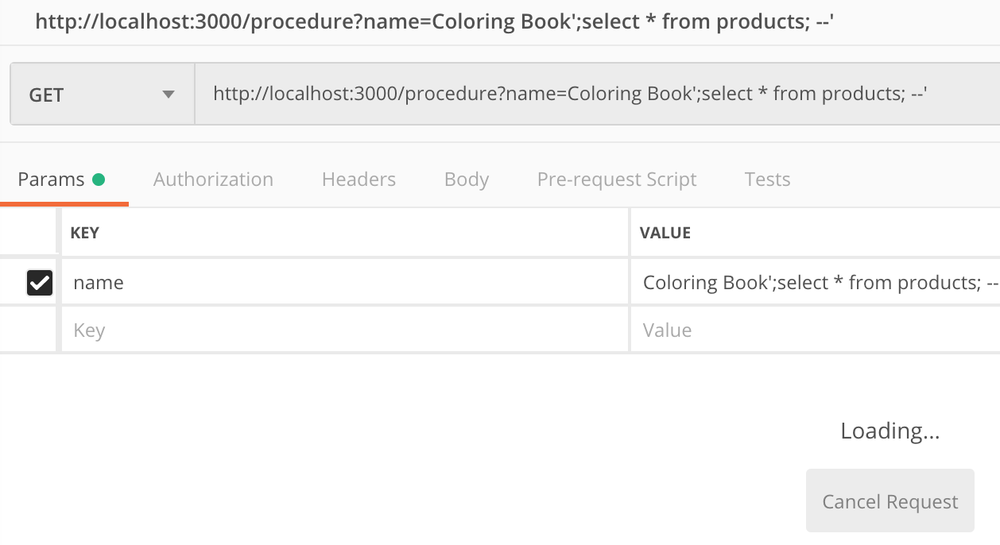 http://localhost:3000/procedure?name=Coloring Book';select * from products; --'
GET http://localhost:3000/procedure?name=Coloring Book';select * from products; --'
Params Authorization Headers Body Pre-request Script Tests
KEY VALUE
name Coloring Book';select * from products; --
Key Value
Loading...
Cancel Request